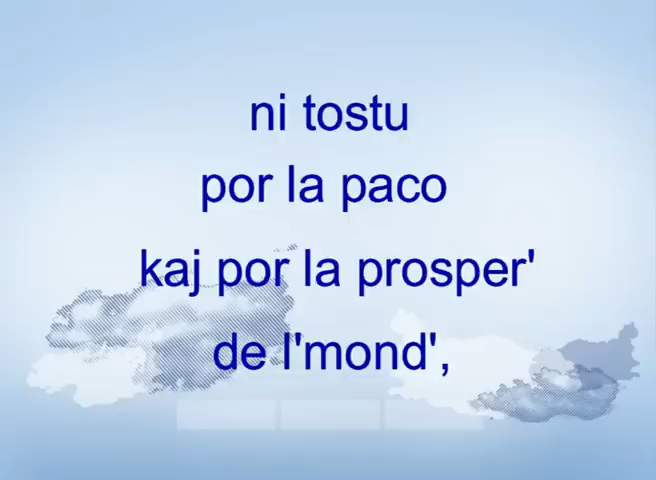 ni tostu
por la paco
kaj por la prosper'
de l'mond',